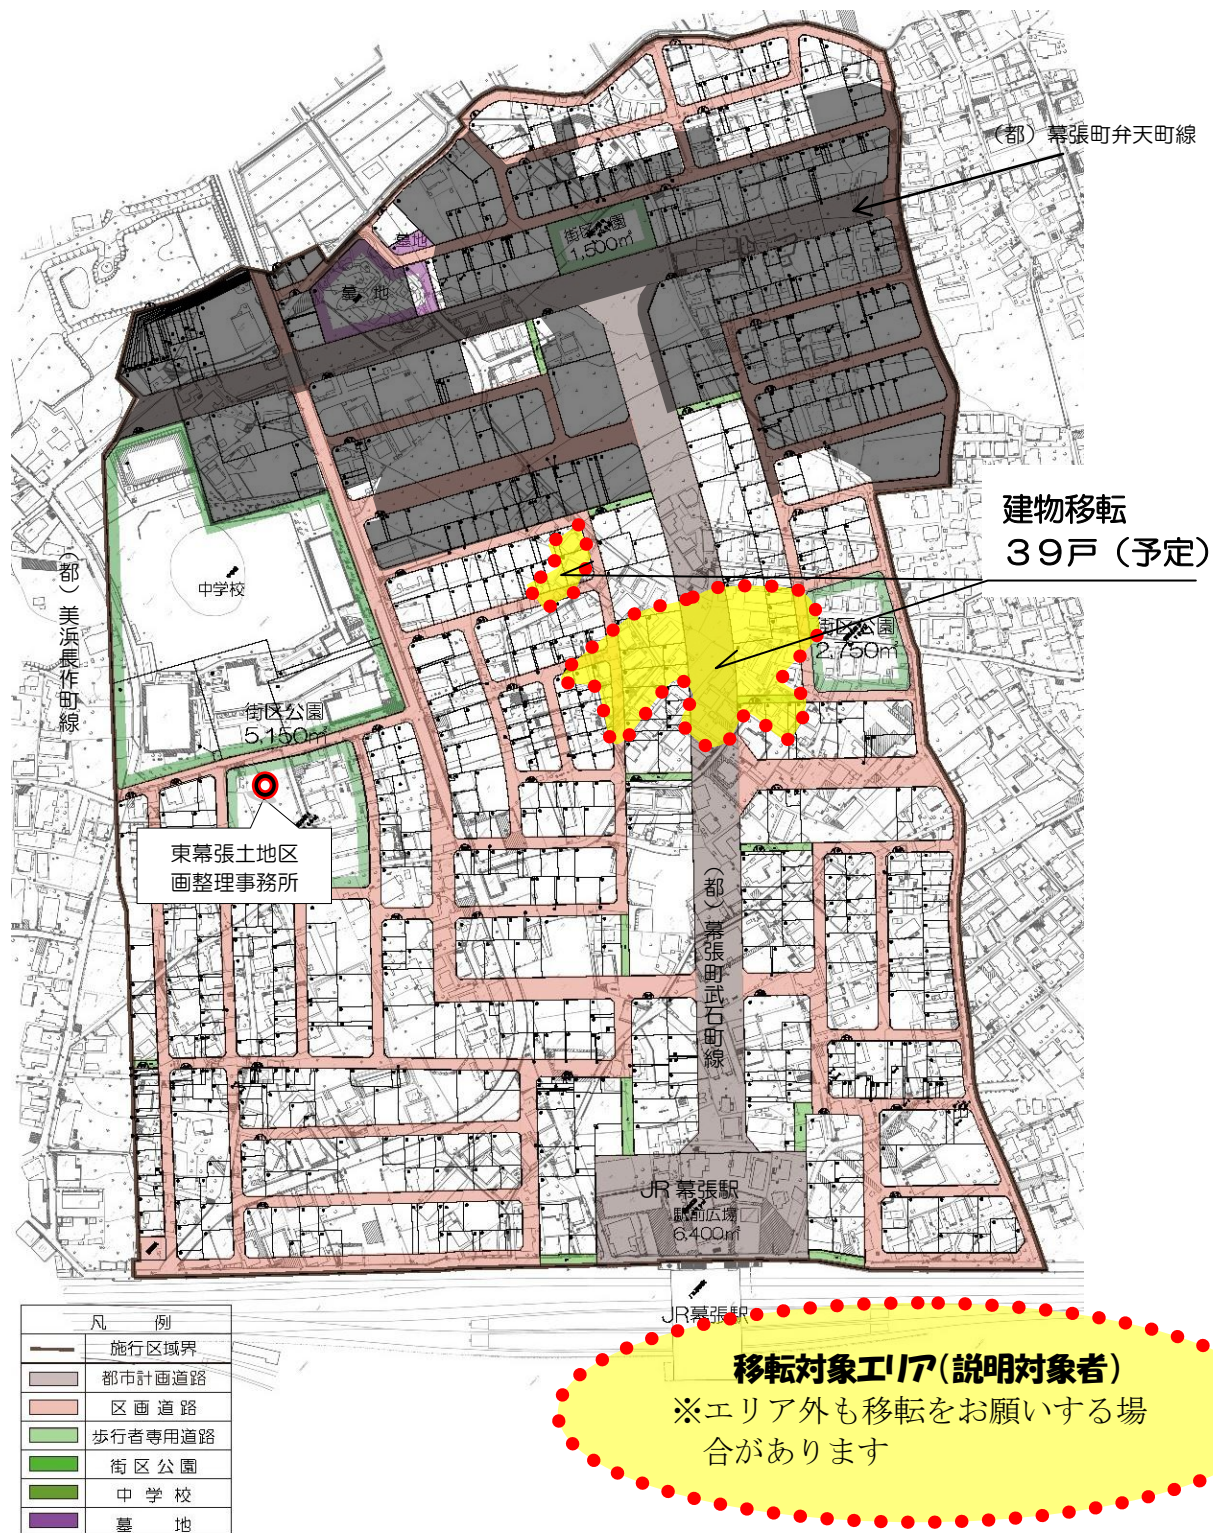 （都）幕張町弁天町線
街区公園
1,500㎡
墓地
墓　地
建物移転
３９戸（予定）
（都）美浜長作町線
中学校
街区公園
2,750㎡
街区公園
5,150㎡
東幕張土地区
画整理事務所
（都）幕張町武石町線
JR 幕張駅
駅前広場
6,400㎡
JR幕張駅
凡　例
施行区域界
都市計画道路
区画道路
歩行者専用道路
街区公園
中学校
墓　地
移転対象エリア(説明対象者)
※エリア外も移転をお願いする場
合があります